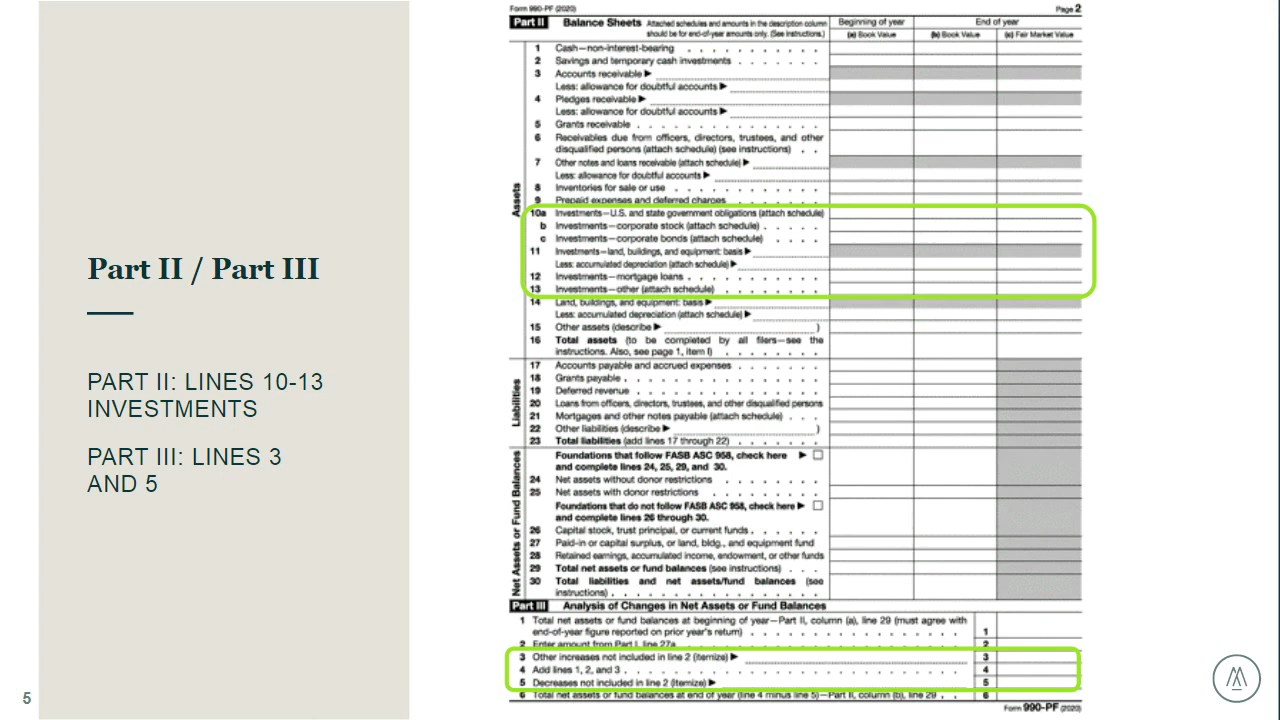 Part II / Part III
PART II: LINES 10-13
INVESTMENTS
PART III: LINES 3
AND 5
5
Form 990-PF (2020)
Page 2
Part II Balance Sheets Attached schedules and amounts in the description column
should be for end-of-year amounts only. (See instructions.)
Beginning of year
End of year
(a) Book Value
(b) Book Value
(c) Fair Market Value
Assets
1 Cash—non-interest-bearing . . . . . . . . . . .
2 Savings and temporary cash investments . . . . . . .
3 Accounts receivable ▶
Less: allowance for doubtful accounts ▶
4 Pledges receivable ▶
Less: allowance for doubtful accounts ▶
5 Grants receivable . . . . . . . . . . . . . .
6 Receivables due from officers, directors, trustees, and other
disqualified persons (attach schedule) (see instructions) . .
7 Other notes and loans receivable (attach schedule) ▶
Less: allowance for doubtful accounts ▶
8 Inventories for sale or use . . . . . . . . . . .
9 Prepaid expenses and deferred charges . . . . . . .
10a Investments—U.S. and state government obligations (attach schedule)
b Investments—corporate stock (attach schedule) . . . . .
c Investments—corporate bonds (attach schedule) . . . .
11 Investments—land, buildings, and equipment: basis ▶
Less: accumulated depreciation (attach schedule) ▶
12 Investments—mortgage loans . . . . . . . . . . .
13 Investments—other (attach schedule) . . . . . . . .
14 Land, buildings, and equipment: basis ▶
Less: accumulated depreciation (attach schedule) ▶
15 Other assets (describe ▶ )
16 Total assets (to be completed by all filers—see the
instructions. Also, see page 1, item I) . . . . . . . .
Liabilities
17 Accounts payable and accrued expenses . . . . . . .
18 Grants payable . . . . . . . . . . . . . . .
19 Deferred revenue . . . . . . . . . . . . . .
20 Loans from officers, directors, trustees, and other disqualified persons
21 Mortgages and other notes payable (attach schedule) . . .
22 Other liabilities (describe ▶ )
23 Total liabilities (add lines 17 through 22) . . . . . . .
Net Assets or Fund Balances
Foundations that follow FASB ASC 958, check here ▶ ☐
and complete lines 24, 25, 29, and 30.
24 Net assets without donor restrictions . . . . . . . .
25 Net assets with donor restrictions . . . . . . . . .
Foundations that do not follow FASB ASC 958, check here ▶ ☐
and complete lines 26 through 30.
26 Capital stock, trust principal, or current funds . . . . . .
27 Paid-in or capital surplus, or land, bldg., and equipment fund
28 Retained earnings, accumulated income, endowment, or other funds
29 Total net assets or fund balances (see instructions) . . .
30 Total liabilities and net assets/fund balances (see
instructions) . . . . . . . . . . . . . . . .
Part III Analysis of Changes in Net Assets or Fund Balances
1 Total net assets or fund balances at beginning of year—Part II, column (a), line 29 (must agree with
end-of-year figure reported on prior year's return) . . . . . . . . . . . . . . . . 1
2 Enter amount from Part I, line 27a . . . . . . . . . . . . . . . . . . . . 2
3 Other increases not included in line 2 (itemize) ▶ 3
4 Add lines 1, 2, and 3 . . . . . . . . . . . . . . . . . . . . . . . . 4
5 Decreases not included in line 2 (itemize) ▶ 5
6 Total net assets or fund balances at end of year (line 4 minus line 5)—Part II, column (b), line 29 . . 6
Form 990-PF (2020)